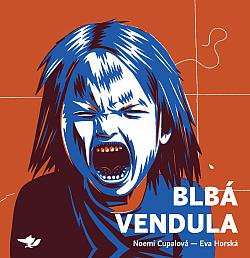 BLBÁ
VENDULA
Noemi Cupalová — Eva Horská